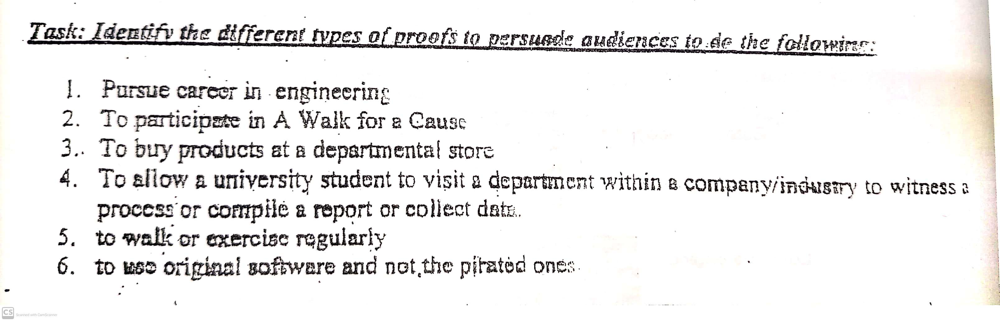 Task: Identify the different types of proofs to persuade audiences to do the following:
1. Pursue career in engineering
2. To participate in A Walk for a Cause
3. To buy products at a departmental store
4. To allow a university student to visit a department within a company/industry to witness a
process or compile a report or collect data.
5. to walk or exercise regularly
6. to use original software and not the pirated ones.
CS Scanned with CamScanner